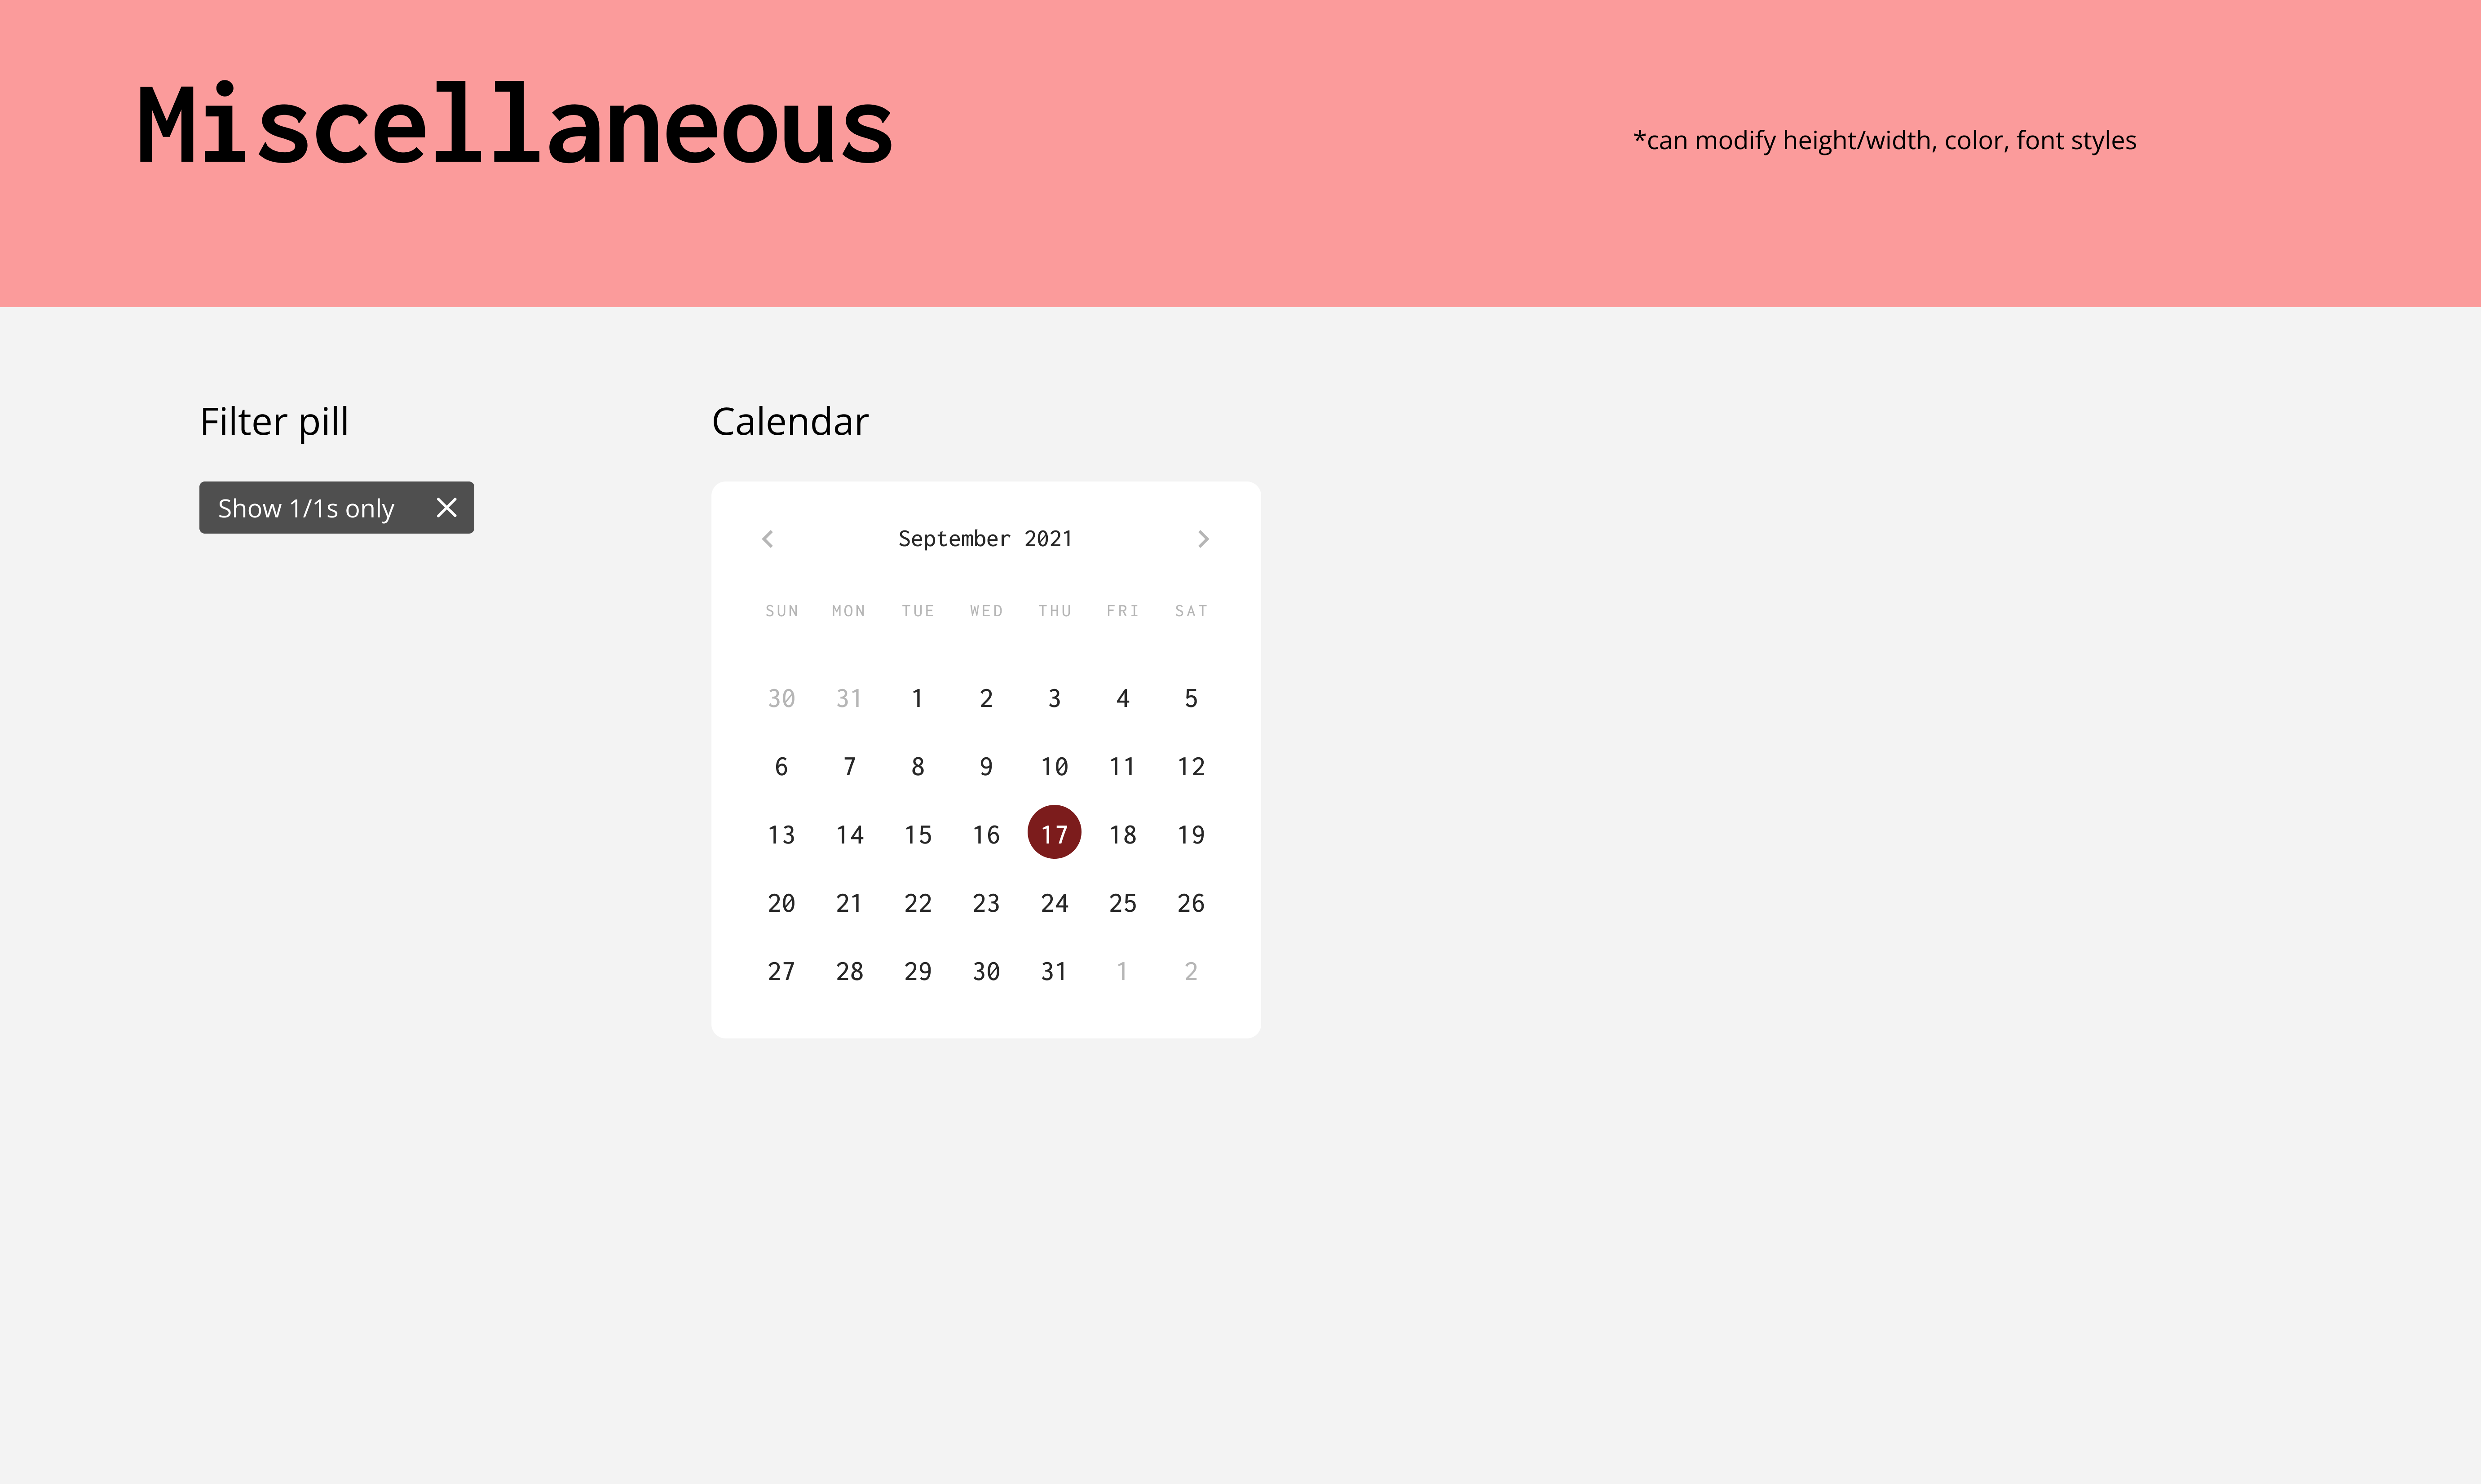 Miscellaneous
*can modify height/width, color, font styles
Filter pill
Show 1/1s only
Calendar
September 2021
SUN MON TUE WED THU FRI SAT
30 31 1 2 3 4 5
6 7 8 9 10 11 12
13 14 15 16 17 18 19
20 21 22 23 24 25 26
27 28 29 30 31 1 2